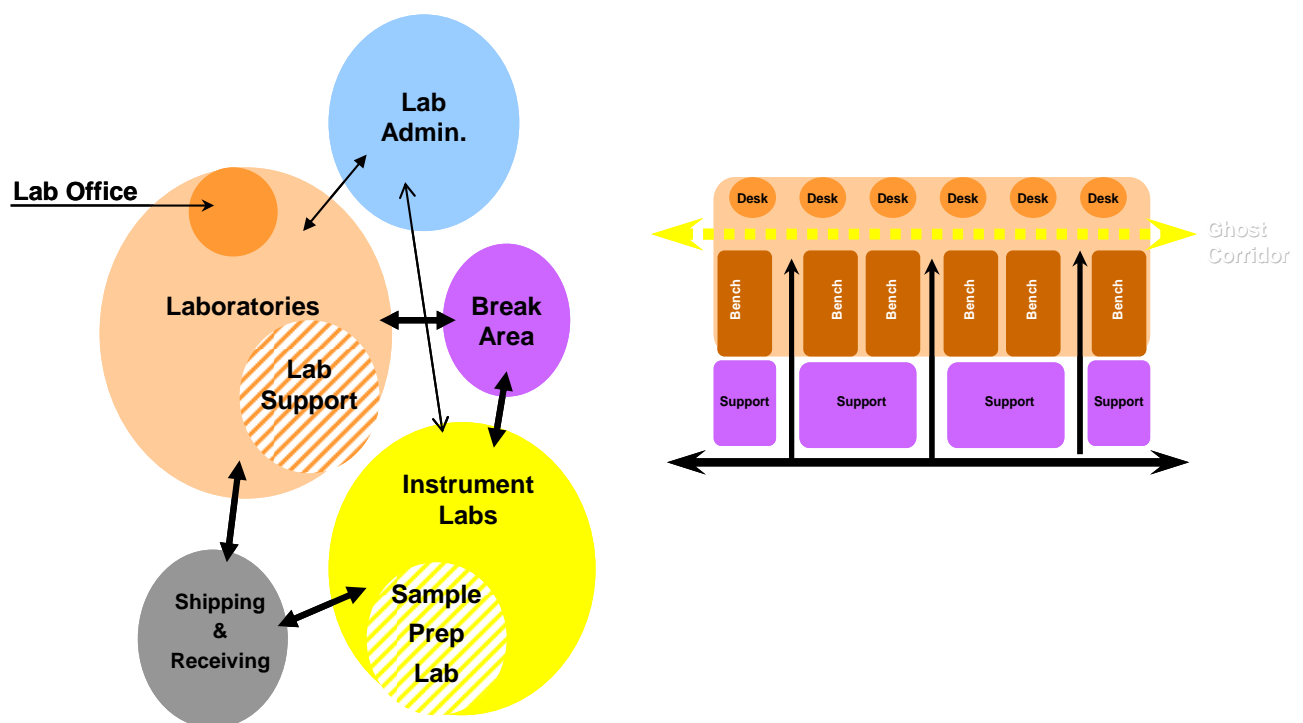 Lab
Admin.
Lab Office
Laboratories
Break
Area
Lab
Support
Instrument
Labs
Shipping
&
Receiving
Sample
Prep
Lab
Desk
Desk
Desk
Desk
Desk
Desk
Ghost
Corridor
Bench
Bench
Bench
Bench
Bench
Bench
Support
Support
Support
Support